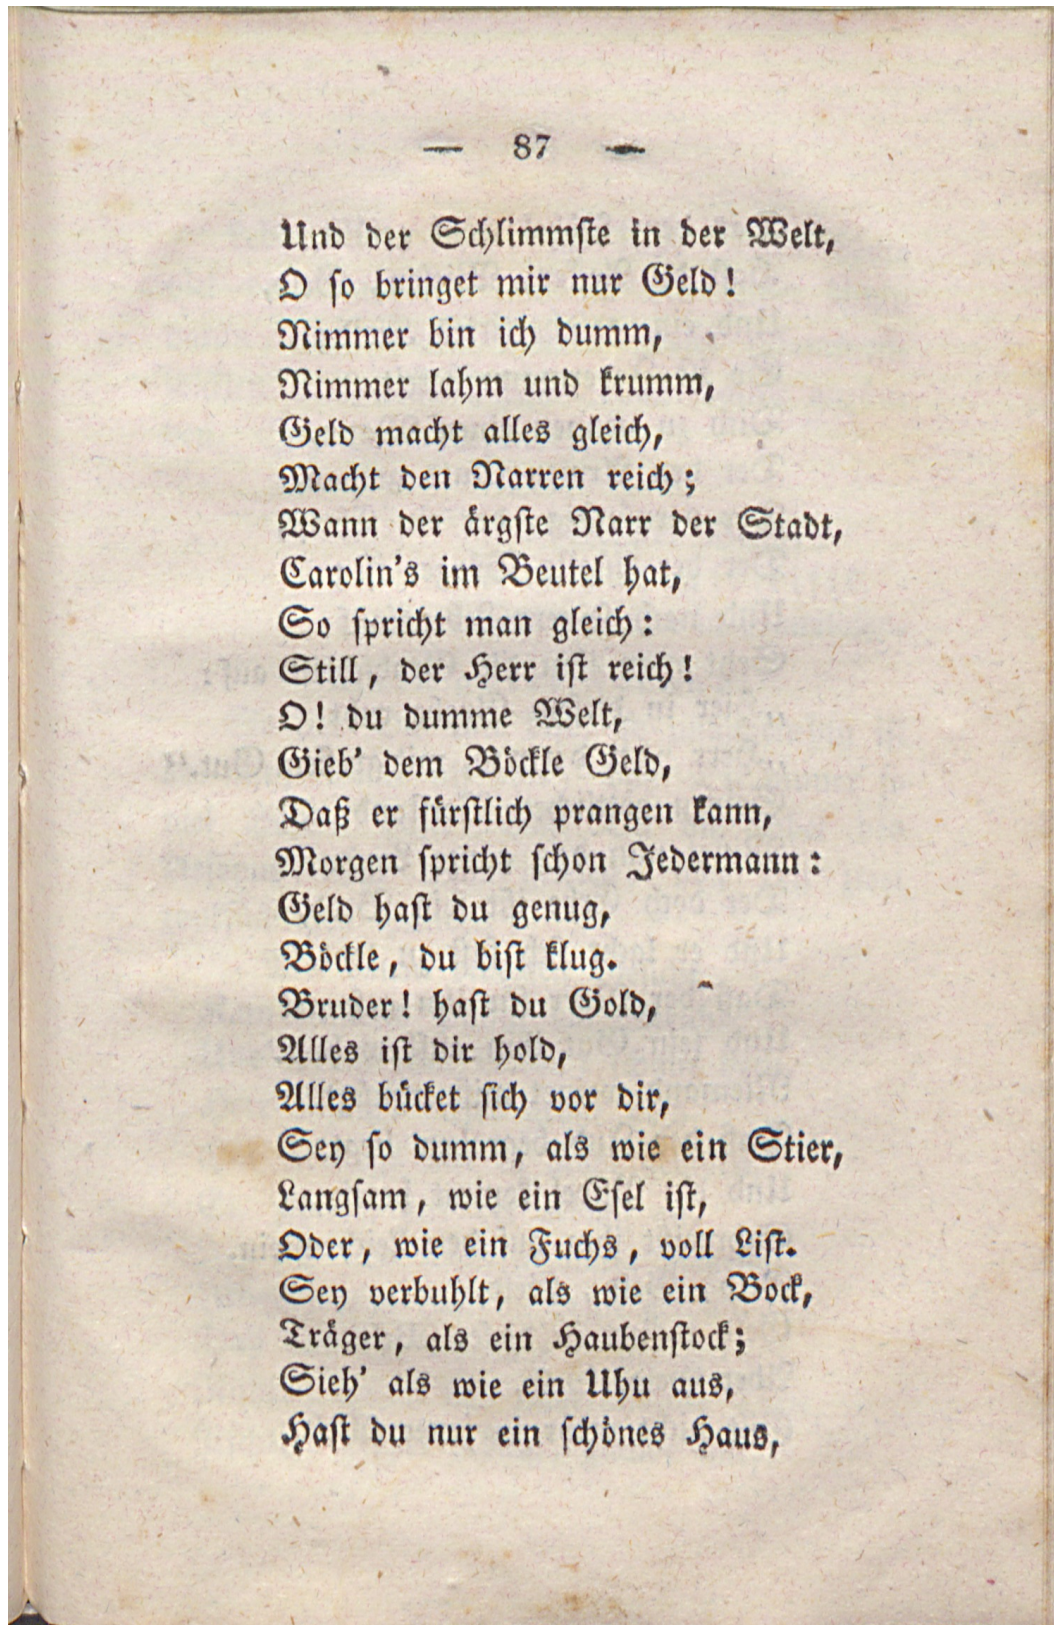 — 87 —
Und der Schlimmste in der Welt,
O so bringet mir nur Geld!
Nimmer bin ich dumm,
Nimmer lahm und krumm,
Geld macht alles gleich,
Macht den Narren reich;
Wann der ärgste Narr der Stadt,
Carolin's im Beutel hat,
So spricht man gleich:
Still, der Herr ist reich!
O! du dumme Welt,
Gieb' dem Böckle Geld,
Daß er fürstlich prangen kann,
Morgen spricht schon Jedermann:
Geld hast du genug,
Böckle, du bist klug.
Bruder! hast du Gold,
Alles ist dir hold,
Alles bücket sich vor dir,
Sey so dumm, als wie ein Stier,
Langsam, wie ein Esel ist,
Oder, wie ein Fuchs, voll List.
Sey verbuhlt, als wie ein Bock,
Träger, als ein Haubenstock;
Sieh' als wie ein Uhu aus,
Hast du nur ein schönes Haus,